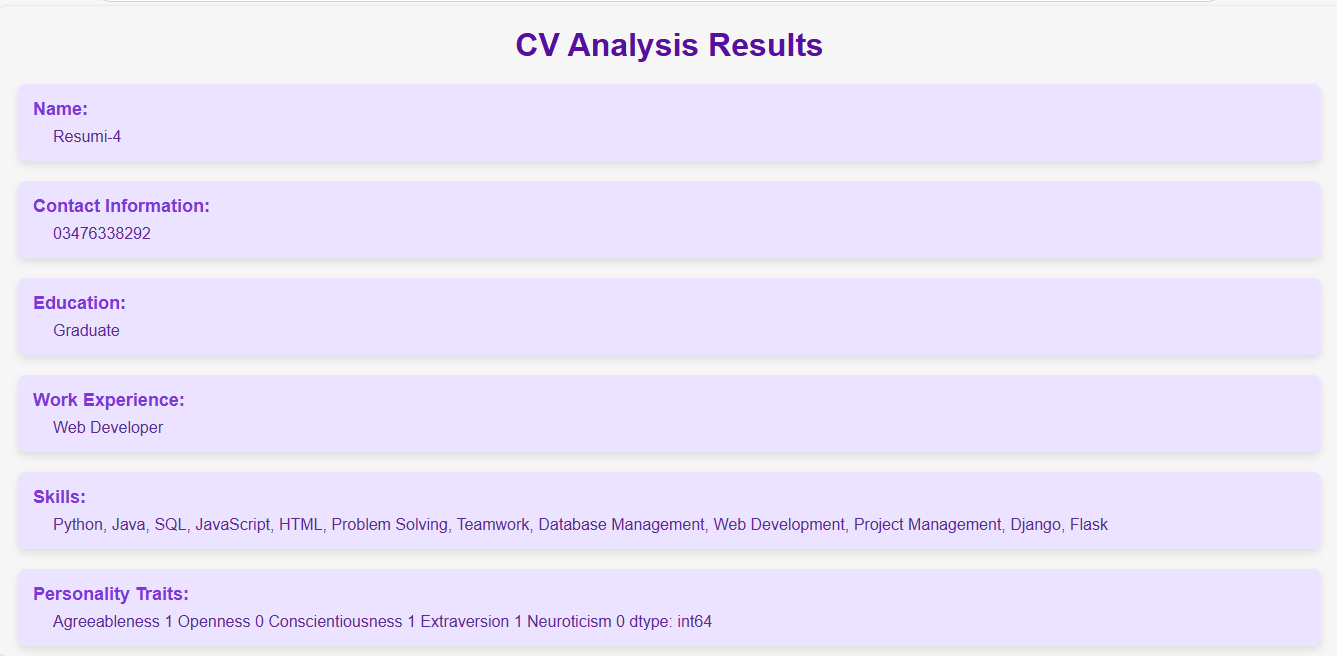 CV Analysis Results
Name:
Resumi-4
Contact Information:
03476338292
Education:
Graduate
Work Experience:
Web Developer
Skills:
Python, Java, SQL, JavaScript, HTML, Problem Solving, Teamwork, Database Management, Web Development, Project Management, Django, Flask
Personality Traits:
Agreeableness 1 Openness 0 Conscientiousness 1 Extraversion 1 Neuroticism 0 dtype: int64